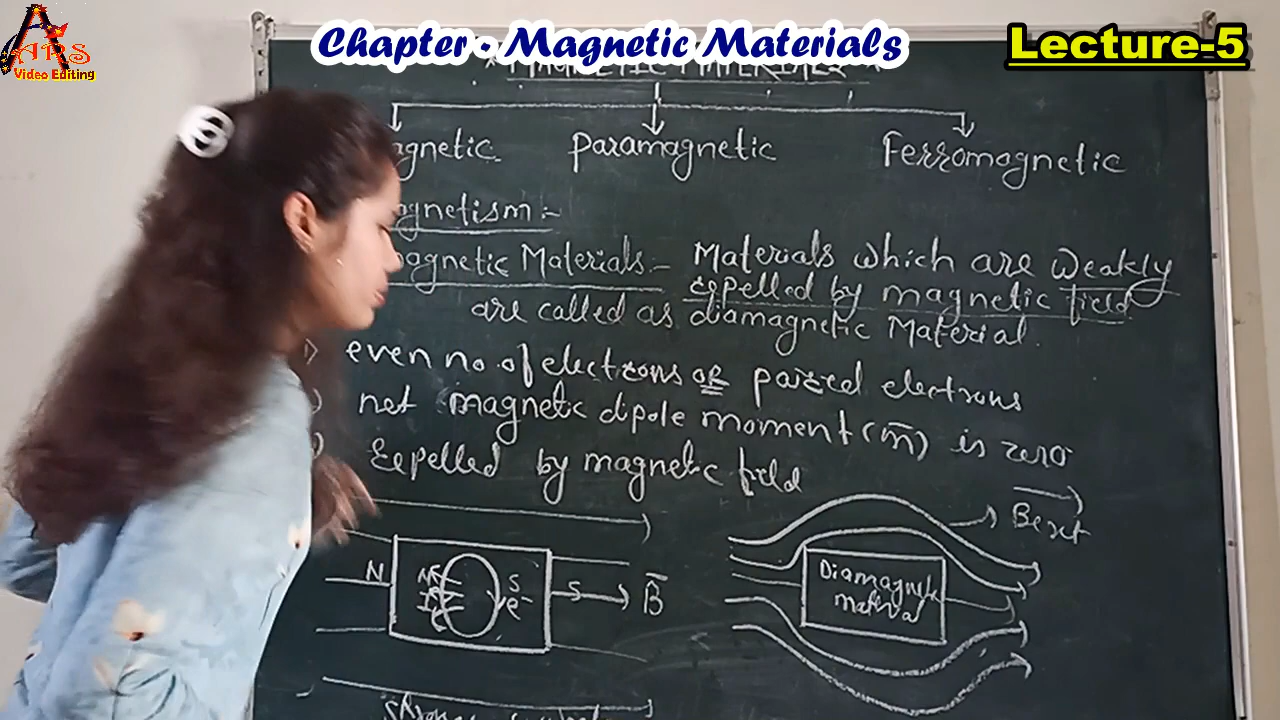 ARS
Video Editing
Chapter - Magnetic Materials
Lecture-5
agnetic Paramagnetic Ferromagnetic
agnetism :-
agnetic Materials :- Materials which are weakly
repelled by magnetic field
are called as diamagnetic Material.
even no. of electrons or paired electrons
net magnetic dipole moment (m) is zero
repelled by magnetic field
B ext
N S e- S B
Diamagnetic
material